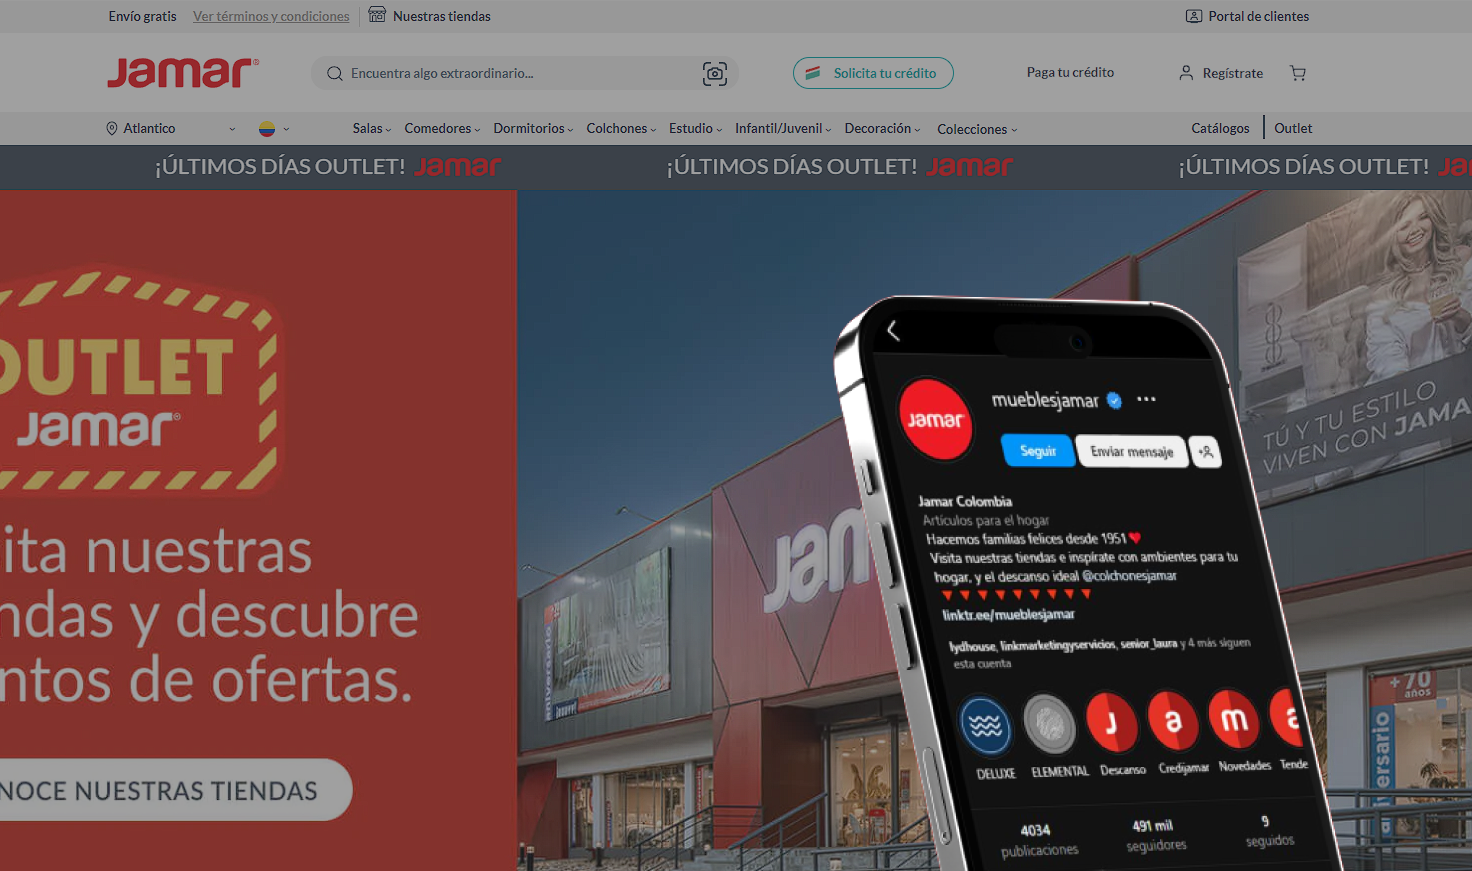 Envío gratis
Ver términos y condiciones
Nuestras tiendas
Portal de clientes
Jamar®
Encuentra algo extraordinario...
Solicita tu crédito
Paga tu crédito
Regístrate
Atlantico
Salas
Comedores
Dormitorios
Colchones
Estudio
Infantil/Juvenil
Decoración
Colecciones
Catálogos
Outlet
¡ÚLTIMOS DÍAS OUTLET! Jamar
¡ÚLTIMOS DÍAS OUTLET! Jamar
¡ÚLTIMOS DÍAS OUTLET! Ja
OUTLET
Jamar®
ita nuestras
ndas y descubre
ntos de ofertas.
NOCE NUESTRAS TIENDAS
TÚ Y TU ESTILO
VIVEN CON JAMA
Jam
aniversario
+70
años
versario
Jamar
mueblesjamar
Seguir
Enviar mensaje
Jamar Colombia
Artículos para el hogar
Hacemos familias felices desde 1951
Visita nuestras tiendas e inspírate con ambientes para tu
hogar, y el descanso ideal @colchonesjamar
linktr.ee/mueblesjamar
lydhouse, linkmarketingyservicios, senior_laura y 4 más siguen
esta cuenta
J
a
m
a
DELUXE
ELEMENTAL
Descanso
Credijamar
Novedades
Tende
4034
publicaciones
491 mil
seguidores
9
seguidos